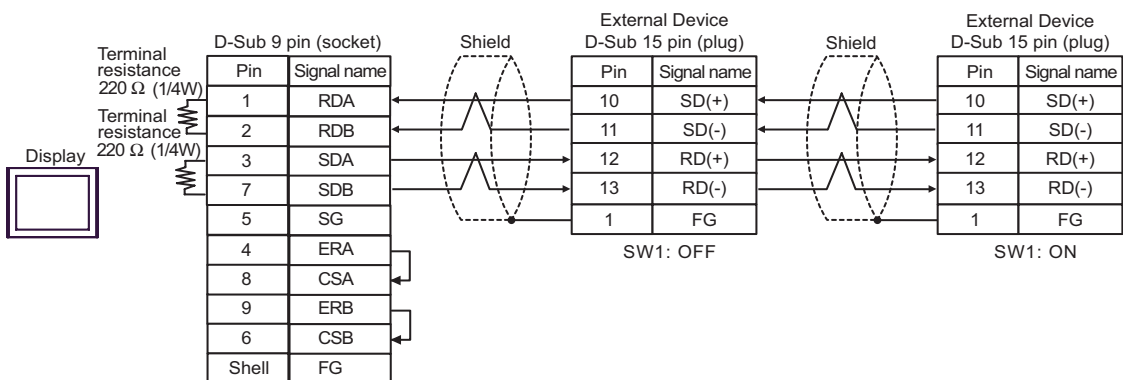 External Device
External Device
D-Sub 9 pin (socket)
Shield
D-Sub 15 pin (plug)
Shield
D-Sub 15 pin (plug)
Terminal
resistance
220 Ω (1/4W)
Terminal
resistance
220 Ω (1/4W)
Display
Pin Signal name
1 RDA
2 RDB
3 SDA
7 SDB
5 SG
4 ERA
8 CSA
9 ERB
6 CSB
Shell FG
Pin Signal name
10 SD(+)
11 SD(-)
12 RD(+)
13 RD(-)
1 FG
SW1: OFF
Pin Signal name
10 SD(+)
11 SD(-)
12 RD(+)
13 RD(-)
1 FG
SW1: ON